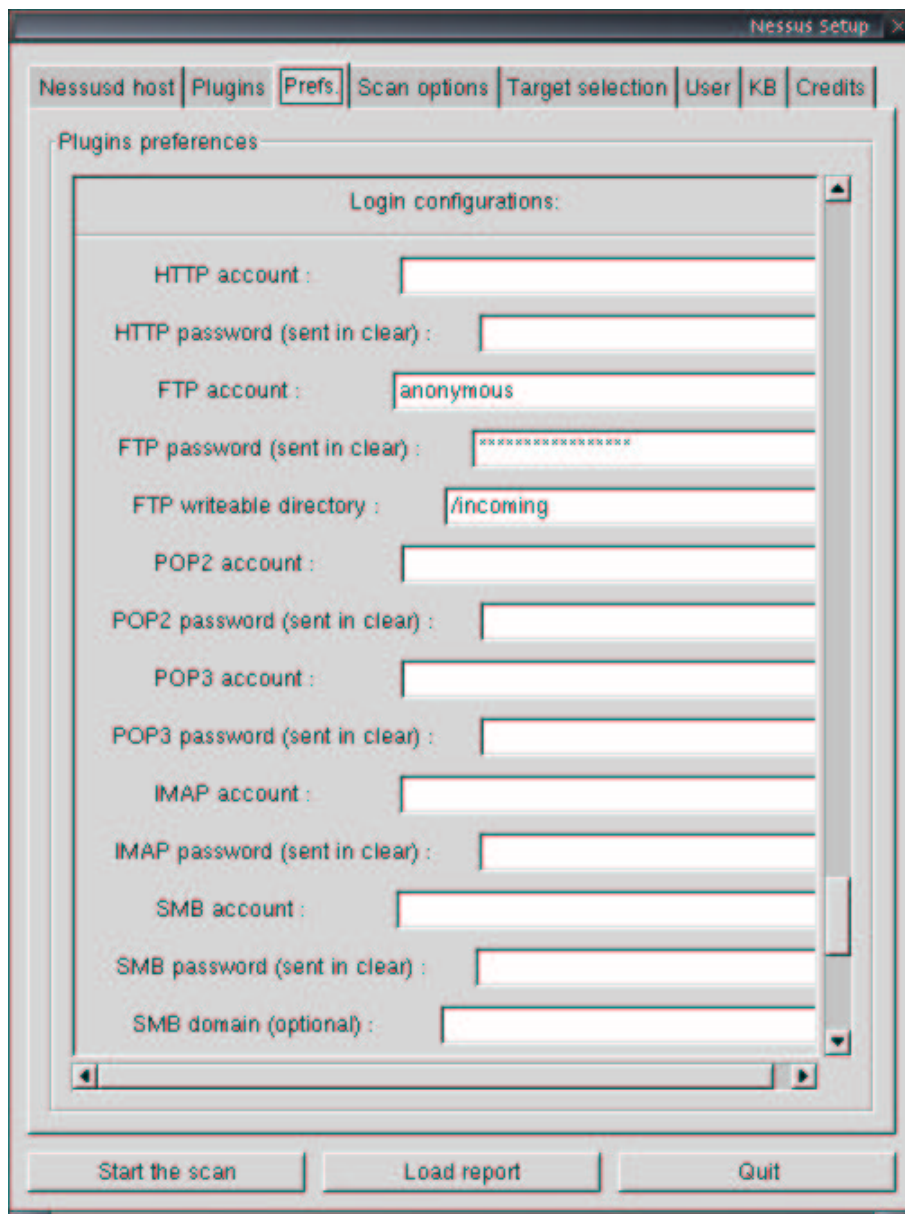 Nessus Setup
Nessusd host Plugins Prefs. Scan options Target selection User KB Credits
Plugins preferences
Login configurations:
HTTP account :
HTTP password (sent in clear) :
FTP account : anonymous
FTP password (sent in clear) : *****************
FTP writeable directory : /incoming
POP2 account :
POP2 password (sent in clear) :
POP3 account :
POP3 password (sent in clear) :
IMAP account :
IMAP password (sent in clear) :
SMB account :
SMB password (sent in clear) :
SMB domain (optional) :
Start the scan Load report Quit